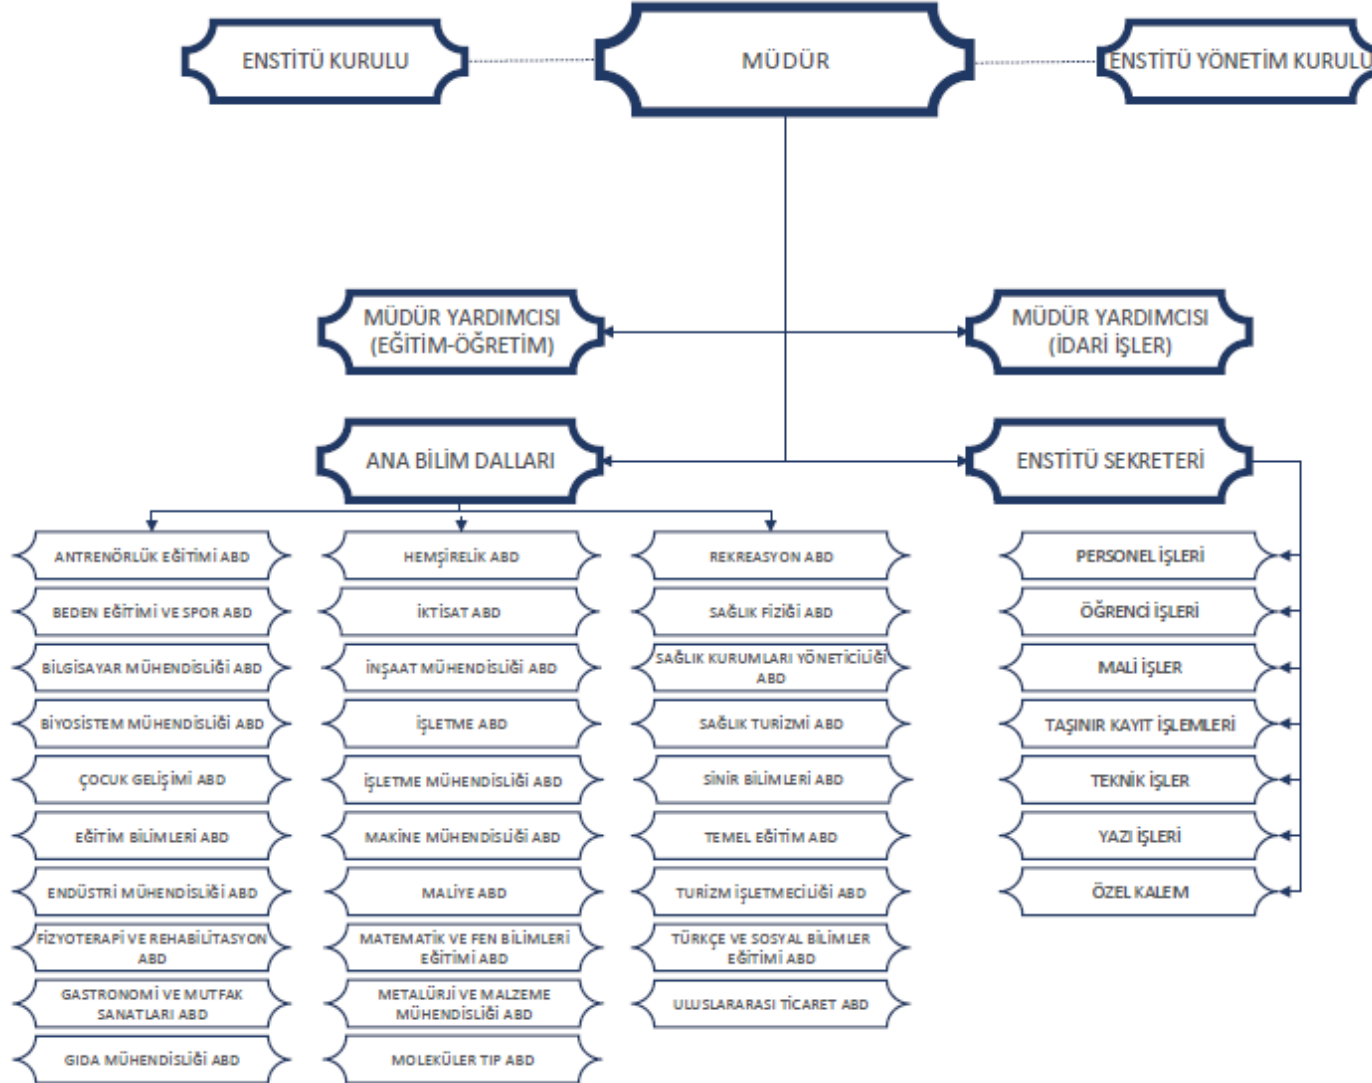 ENSTİTÜ KURULU
MÜDÜR
ENSTİTÜ YÖNETİM KURULU
MÜDÜR YARDIMCISI
(EĞİTİM-ÖĞRETİM)
MÜDÜR YARDIMCISI
(İDARİ İŞLER)
ANA BİLİM DALLARI
ENSTİTÜ SEKRETERİ
ANTRENÖRLÜK EĞİTİMİ ABD
BEDEN EĞİTİMİ VE SPOR ABD
BİLGİSAYAR MÜHENDİSLİĞİ ABD
BİYOSİSTEM MÜHENDİSLİĞİ ABD
ÇOCUK GELİŞİMİ ABD
EĞİTİM BİLİMLERİ ABD
ENDÜSTRİ MÜHENDİSLİĞİ ABD
FİZYOTERAPİ VE REHABİLİTASYON
ABD
GASTRONOMİ VE MUTFAK
SANATLARI ABD
GIDA MÜHENDİSLİĞİ ABD
HEMŞİRELİK ABD
İKTİSAT ABD
İNŞAAT MÜHENDİSLİĞİ ABD
İŞLETME ABD
İŞLETME MÜHENDİSLİĞİ ABD
MAKİNE MÜHENDİSLİĞİ ABD
MALİYE ABD
MATEMATİK VE FEN BİLİMLERİ
EĞİTİMİ ABD
METALÜRJİ VE MALZEME
MÜHENDİSLİĞİ ABD
MOLEKÜLER TIP ABD
REKREASYON ABD
SAĞLIK FİZİĞİ ABD
SAĞLIK KURUMLARI YÖNETİCİLİĞİ
ABD
SAĞLIK TURİZMİ ABD
SİNİR BİLİMLERİ ABD
TEMEL EĞİTİM ABD
TURİZM İŞLETMECİLİĞİ ABD
TÜRKÇE VE SOSYAL BİLİMLER
EĞİTİMİ ABD
ULUSLARARASI TİCARET ABD
PERSONEL İŞLERİ
ÖĞRENCİ İŞLERİ
MALİ İŞLER
TAŞINIR KAYIT İŞLEMLERİ
TEKNİK İŞLER
YAZI İŞLERİ
ÖZEL KALEM